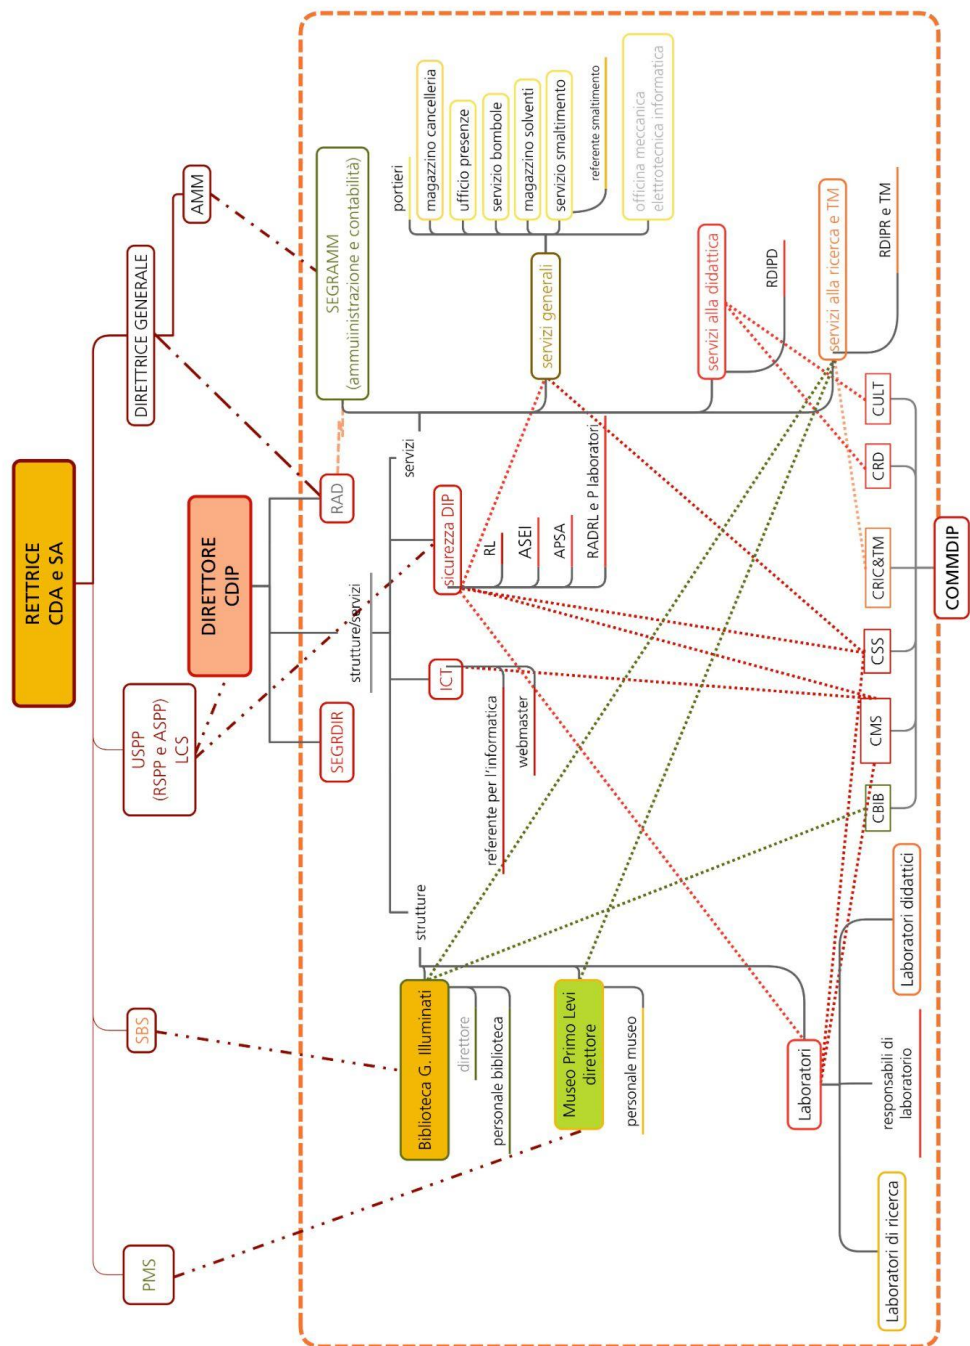 RETTRICE
CDA e SA
PMS
SBS
USPP
(RSPP e ASPP)
LCS
DIRETTRICE GENERALE
AMM
DIRETTORE
CDIP
SEGRDIR
RAD
SEGRAMM
(ammuiinistrazione e contabilità)
strutture/servizi
strutture
servizi
Biblioteca G. Illuminati
direttore
personale biblioteca
Museo Primo Levi
direttore
personale museo
Laboratori
responsabili di
laboratorio
Laboratori di ricerca
Laboratori didattici
ICT
referente per l'informatica
webmaster
sicurezza DIP
RL
ASEI
APSA
RADRL e P laboratori
servizi generali
portieri
magazzino cancelleria
ufficio presenze
servizio bombole
magazzino solventi
servizio smaltimento
referente smaltimento
officina meccanica
elettrotecnica informatica
servizi alla didattica
RDIPD
servizi alla ricerca e TM
RDIPR e TM
CBIB
CMS
CSS
CRIC&TM
CRD
CULT
COMMDIP